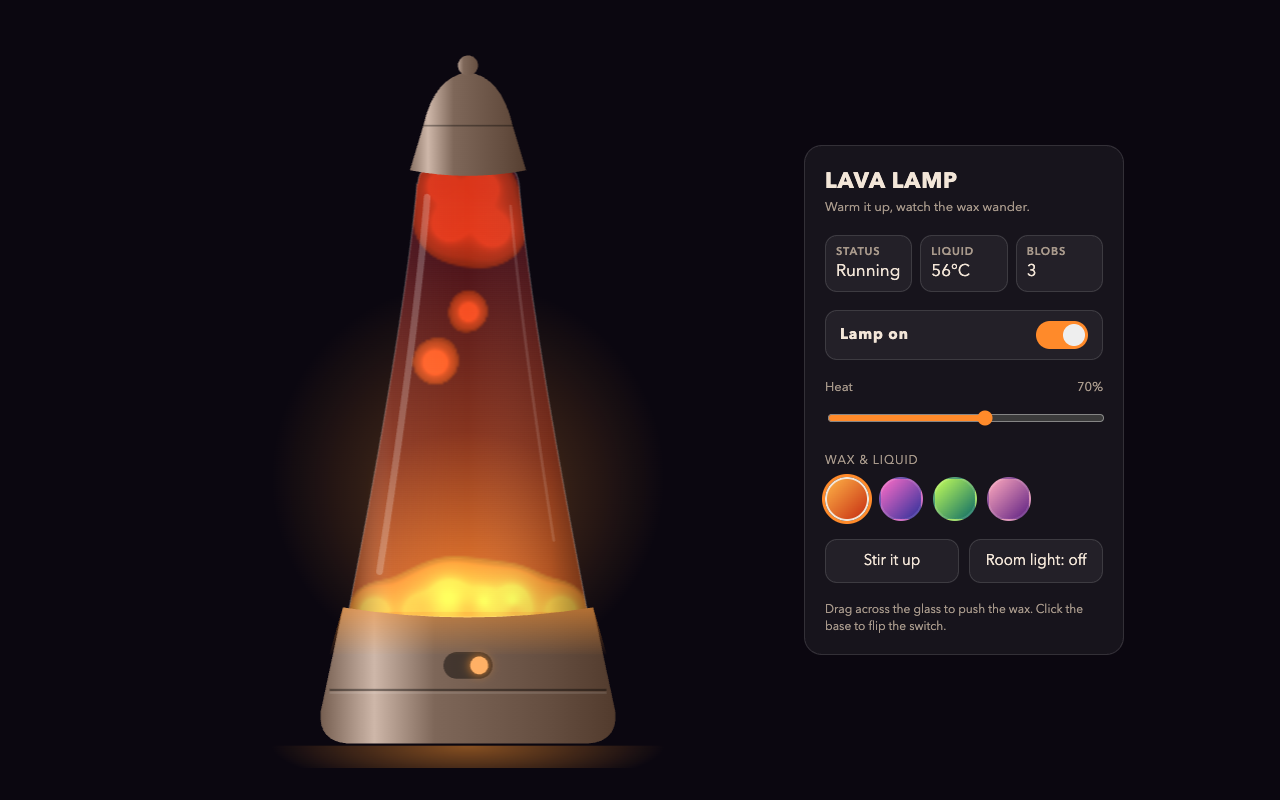 LAVA LAMP
Warm it up, watch the wax wander.
STATUS
Running
LIQUID
56°C
BLOBS
3
Lamp on
Heat
70%
WAX & LIQUID
Stir it up
Room light: off
Drag across the glass to push the wax. Click the
base to flip the switch.